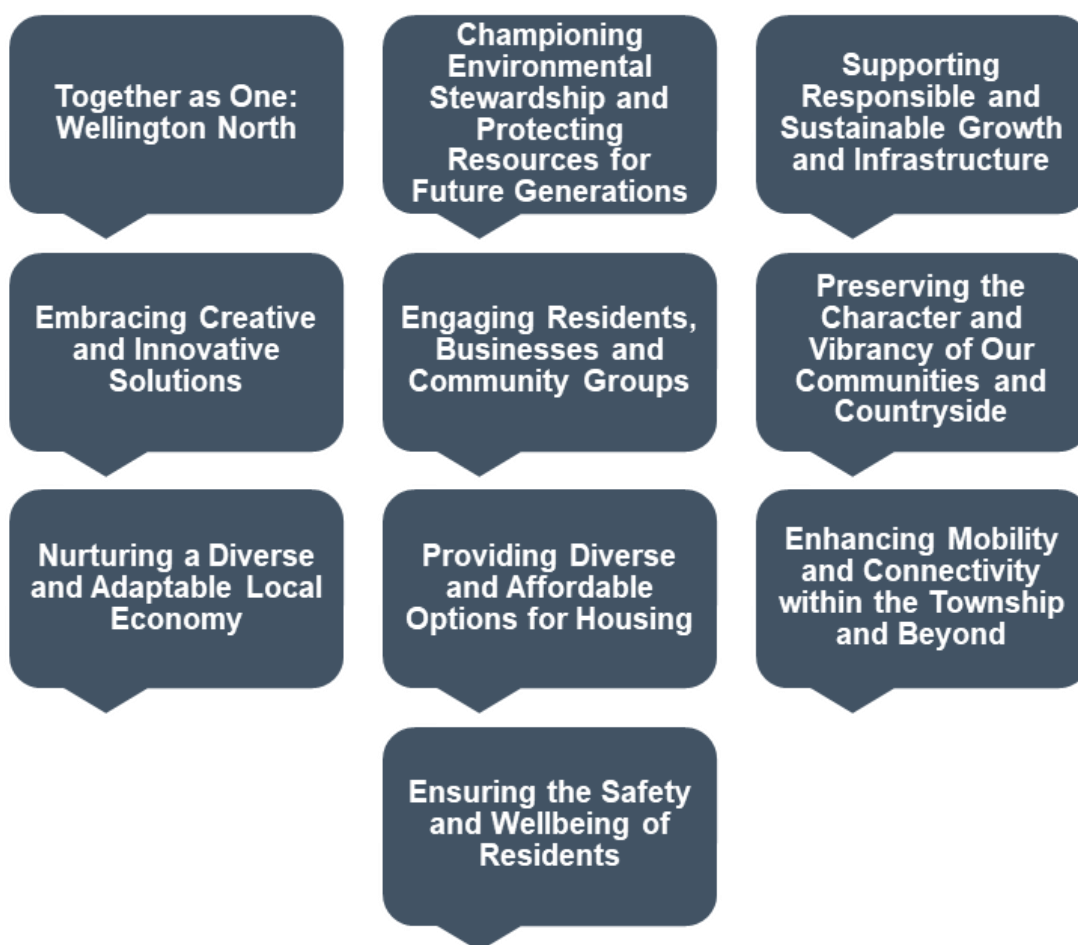 Together as One:
Wellington North
Championing
Environmental
Stewardship and
Protecting
Resources for
Future Generations
Supporting
Responsible and
Sustainable Growth
and Infrastructure
Embracing Creative
and Innovative
Solutions
Engaging Residents,
Businesses and
Community Groups
Preserving the
Character and
Vibrancy of Our
Communities and
Countryside
Nurturing a Diverse
and Adaptable Local
Economy
Providing Diverse
and Affordable
Options for Housing
Enhancing Mobility
and Connectivity
within the Township
and Beyond
Ensuring the Safety
and Wellbeing of
Residents